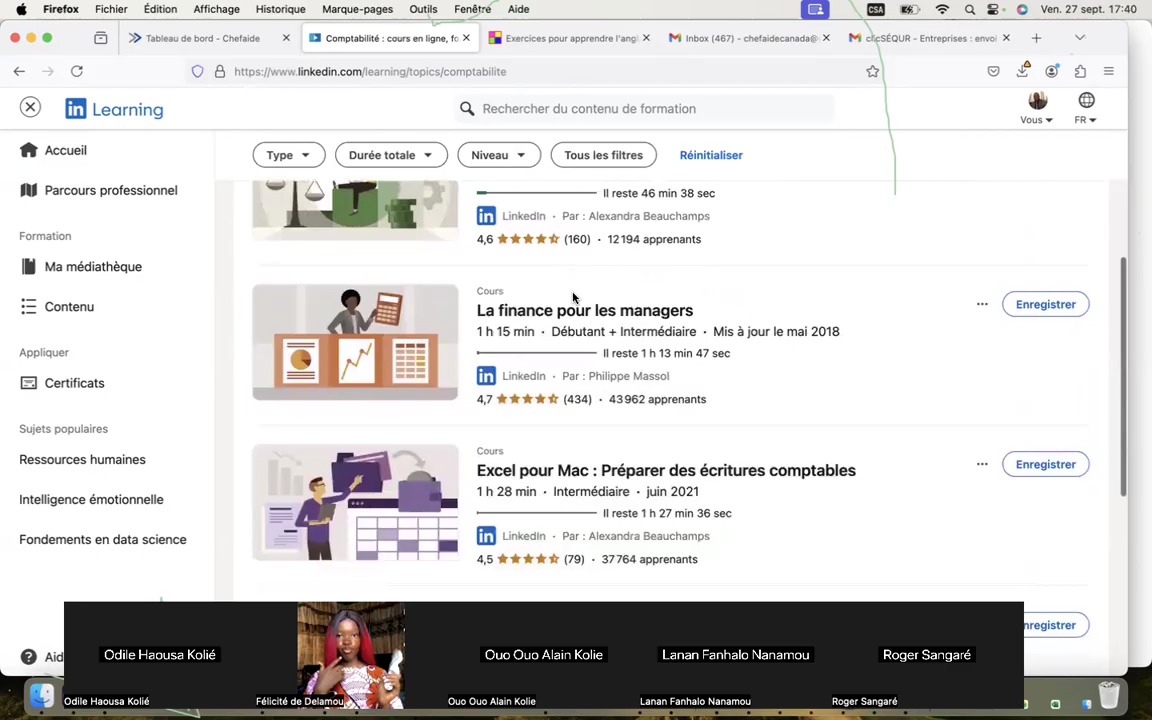 Firefox Fichier Édition Affichage Historique Marque-pages Outils Fenêtre Aide CSA Ven. 27 sept. 17:40
Tableau de bord - Chefaide
Comptabilité : cours en ligne, fo
Exercices pour apprendre l'angl
Inbox (467) - chefaidecanada@
clicSÉQUR - Entreprises : envoi
https://www.linkedin.com/learning/topics/comptabilite
in Learning
Rechercher du contenu de formation
Vous
FR
Accueil
Parcours professionnel
Formation
Ma médiathèque
Contenu
Appliquer
Certificats
Sujets populaires
Ressources humaines
Intelligence émotionnelle
Fondements en data science
Aid
Type
Durée totale
Niveau
Tous les filtres
Réinitialiser
Il reste 46 min 38 sec
in LinkedIn · Par : Alexandra Beauchamps
4,6 (160) · 12 194 apprenants
Cours
La finance pour les managers
1 h 15 min · Débutant + Intermédiaire · Mis à jour le mai 2018
Il reste 1 h 13 min 47 sec
in LinkedIn · Par : Philippe Massol
4,7 (434) · 43 962 apprenants
Enregistrer
Cours
Excel pour Mac : Préparer des écritures comptables
1 h 28 min · Intermédiaire · juin 2021
Il reste 1 h 27 min 36 sec
in LinkedIn · Par : Alexandra Beauchamps
4,5 (79) · 37 764 apprenants
Enregistrer
nregistrer
Odile Haousa Kolié
Ouo Ouo Alain Kolie
Lanan Fanhalo Nanamou
Roger Sangaré
Odile Haousa Kolié
Félicité de Delamou
Ouo Ouo Alain Kolie
Lanan Fanhalo Nanamou
Roger Sangaré